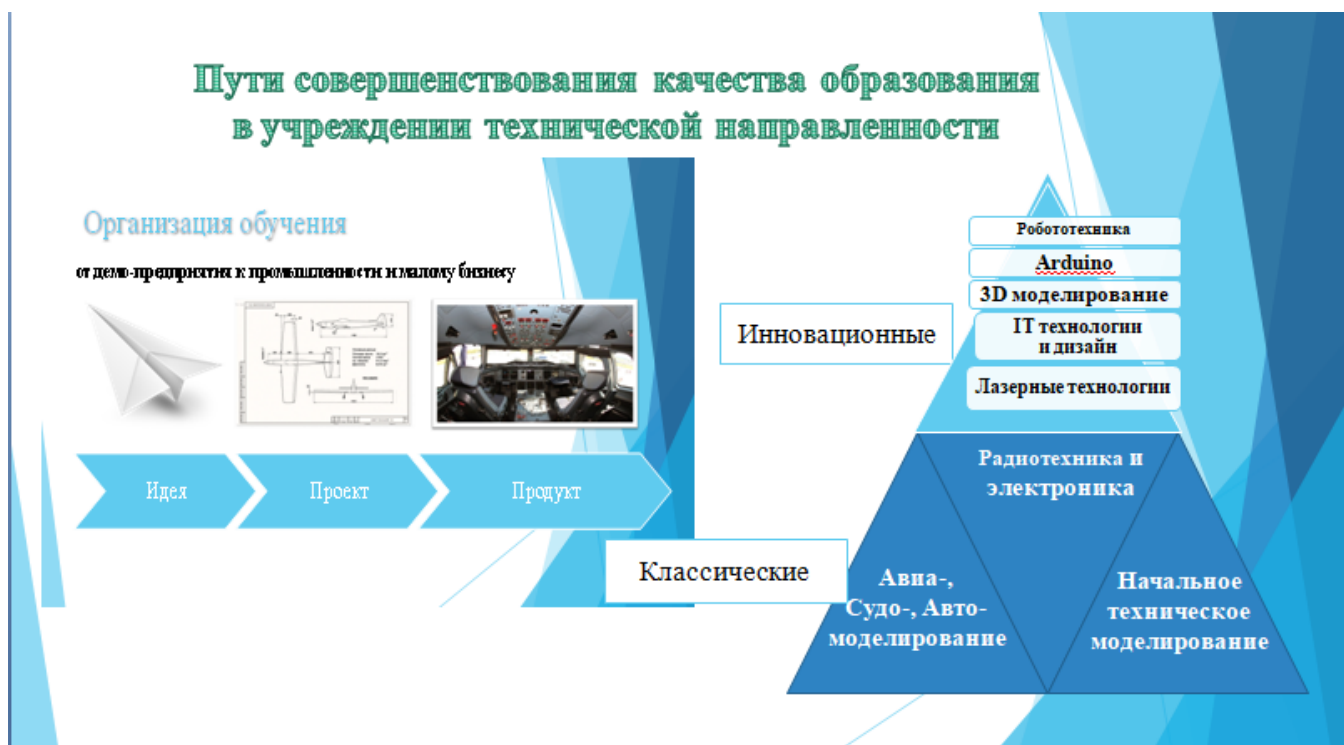 Пути совершенствования качества образования
в учреждении технической направленности
Организация обучения
от демо-предприятия к промышленности и малому бизнесу
Идея
Проект
Продукт
Инновационные
Робототехника
Arduino
3D моделирование
IT технологии
и дизайн
Лазерные технологии
Классические
Радиотехника и
электроника
Авиа-,
Судо-, Авто-
моделирование
Начальное
техническое
моделирование